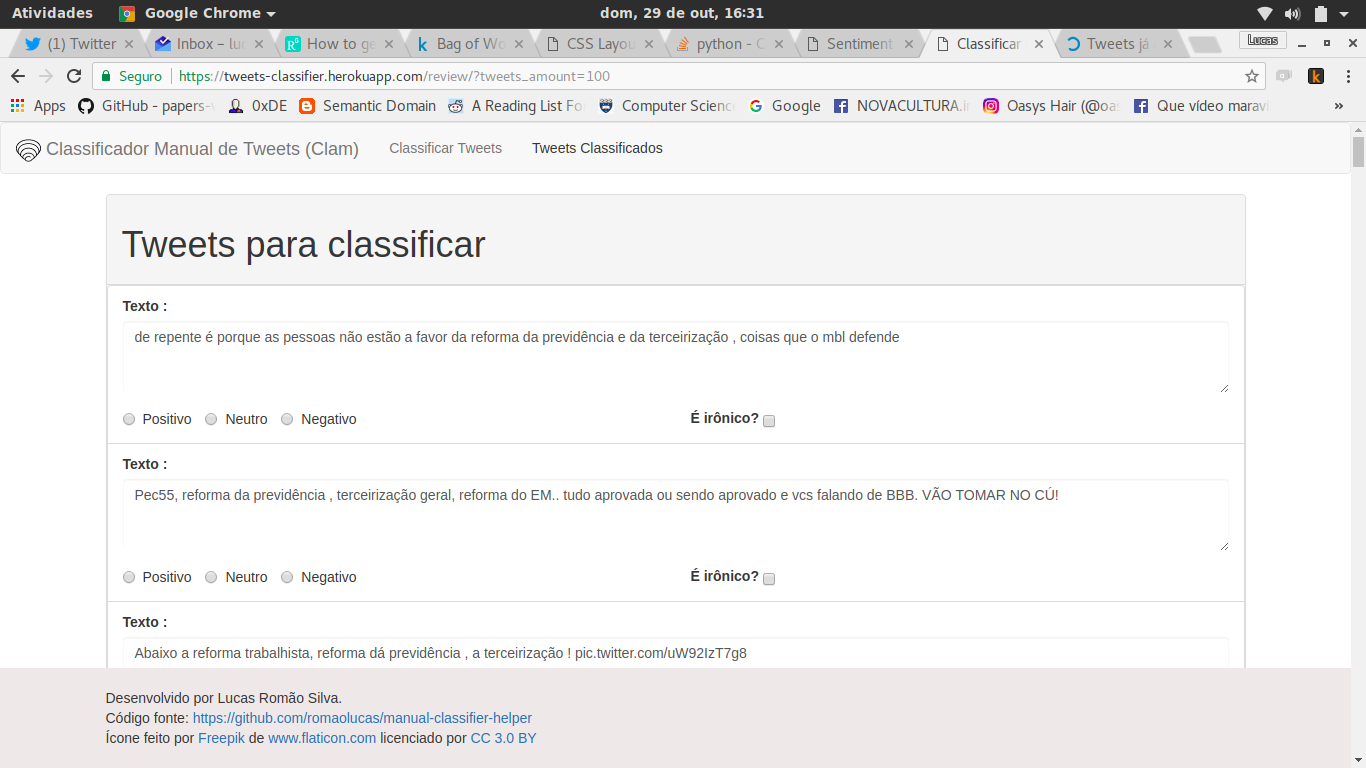 Atividades Google Chrome dom, 29 de out, 16:31
(1) Twitter Inbox – luc How to ge Bag of Wo CSS Layou python - C Sentiment Classificar Tweets já Lucas
Seguro https://tweets-classifier.herokuapp.com/review/?tweets_amount=100
Apps GitHub - papers-w 0xDE Semantic Domain A Reading List Fo Computer Science Google NOVACULTURA.i Oasys Hair (@oas Que vídeo maravi »
Classificador Manual de Tweets (Clam) Classificar Tweets Tweets Classificados
Tweets para classificar
Texto :
de repente é porque as pessoas não estão a favor da reforma da previdência e da terceirização , coisas que o mbl defende
Positivo Neutro Negativo É irônico?
Texto :
Pec55, reforma da previdência , terceirização geral, reforma do EM.. tudo aprovada ou sendo aprovado e vcs falando de BBB. VÃO TOMAR NO CÚ!
Positivo Neutro Negativo É irônico?
Texto :
Abaixo a reforma trabalhista, reforma dá previdência , a terceirização ! pic.twitter.com/uW92IzT7g8
Desenvolvido por Lucas Romão Silva.
Código fonte: https://github.com/romaolucas/manual-classifier-helper
Ícone feito por Freepik de www.flaticon.com licenciado por CC 3.0 BY